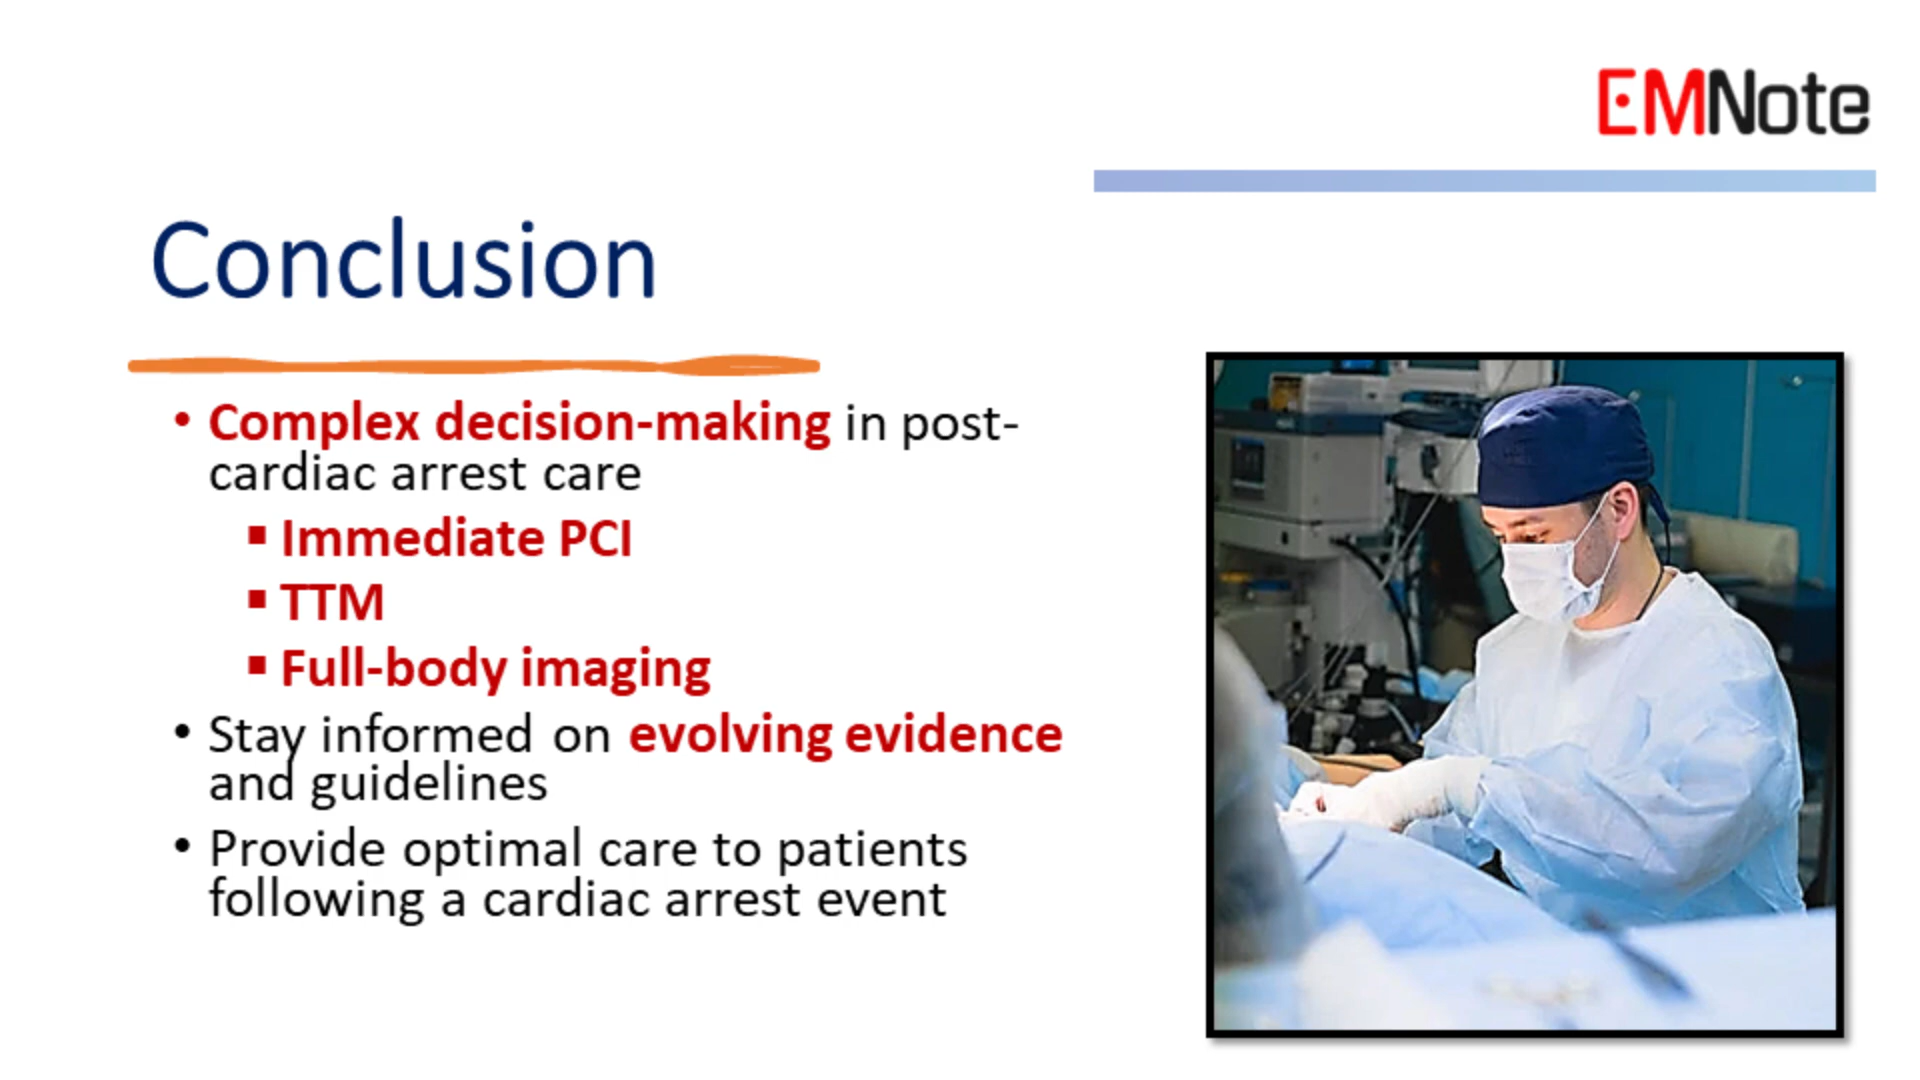 EMNote
Conclusion
• Complex decision-making in post-
cardiac arrest care
▪ Immediate PCI
▪ TTM
▪ Full-body imaging
• Stay informed on evolving evidence
and guidelines
• Provide optimal care to patients
following a cardiac arrest event